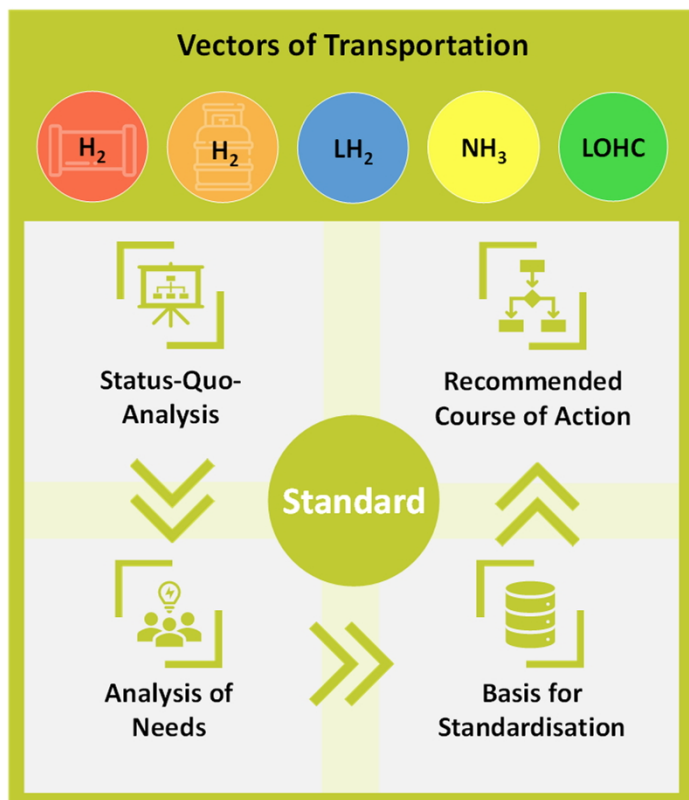 Vectors of Transportation
H₂
H₂
LH₂
NH₃
LOHC
Status-Quo-
Analysis
Recommended
Course of Action
Standard
Analysis of
Needs
Basis for
Standardisation